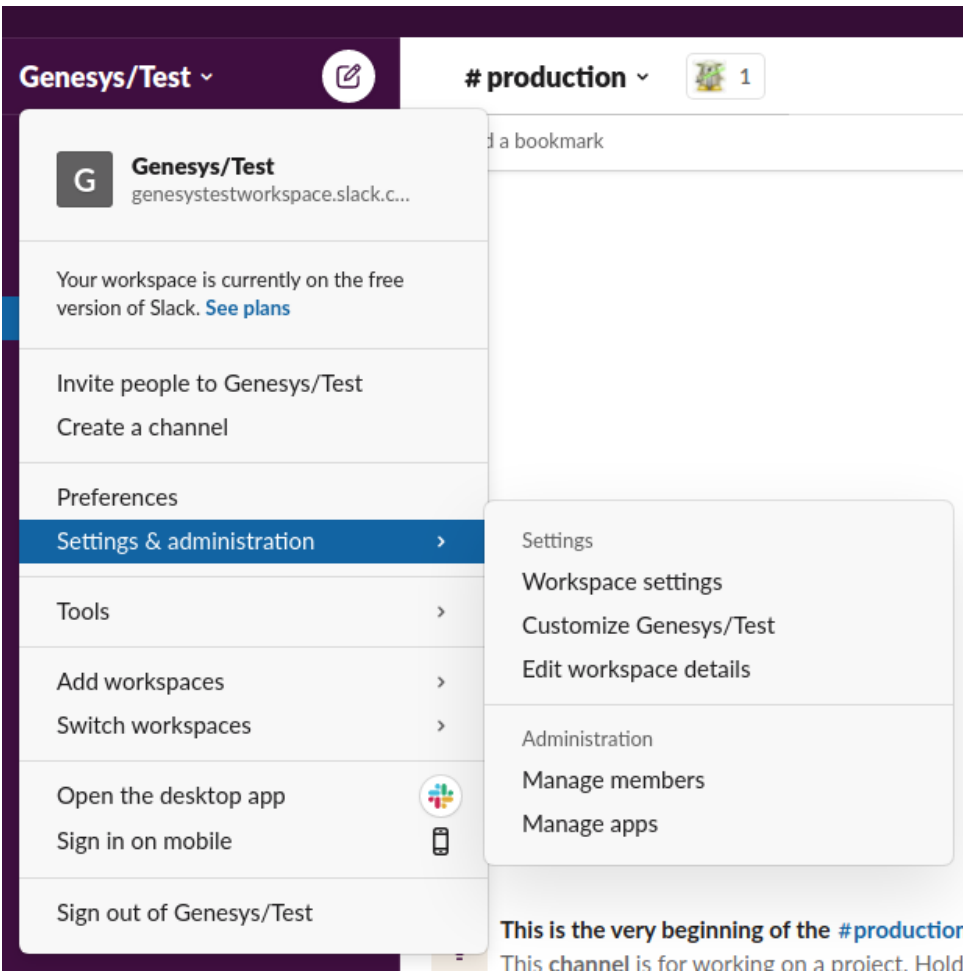 Genesys/Test
# production
1
a bookmark
G
Genesys/Test
genesystestworkspace.slack.c...
Your workspace is currently on the free
version of Slack. See plans
Invite people to Genesys/Test
Create a channel
Preferences
Settings & administration
Settings
Workspace settings
Customize Genesys/Test
Edit workspace details
Tools
Add workspaces
Switch workspaces
Administration
Manage members
Manage apps
Open the desktop app
Sign in on mobile
Sign out of Genesys/Test
This is the very beginning of the #production
This channel is for working on a project. Hold